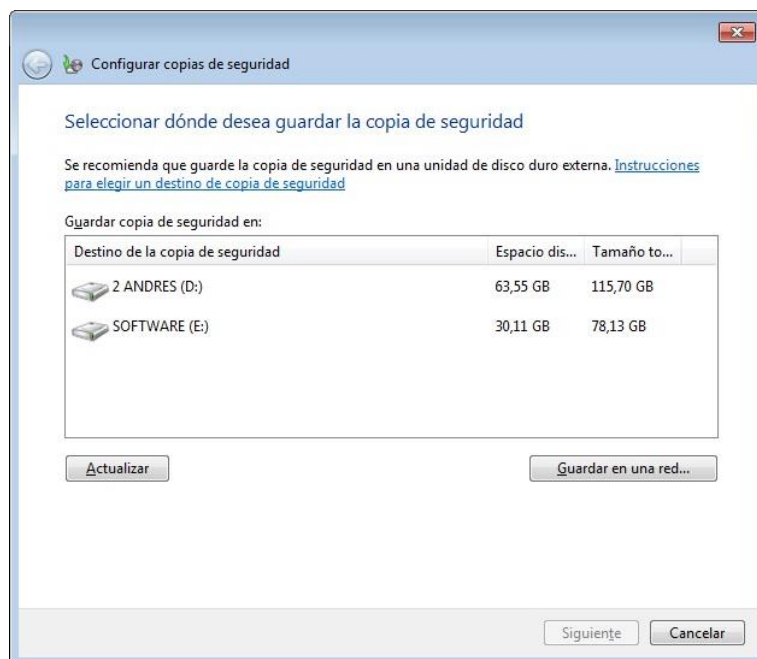 Configurar copias de seguridad
Seleccionar dónde desea guardar la copia de seguridad
Se recomienda que guarde la copia de seguridad en una unidad de disco duro externa. Instrucciones
para elegir un destino de copia de seguridad
Guardar copia de seguridad en:
Destino de la copia de seguridad Espacio dis... Tamaño to...
2 ANDRES (D:) 63,55 GB 115,70 GB
SOFTWARE (E:) 30,11 GB 78,13 GB
Actualizar Guardar en una red...
Siguiente Cancelar